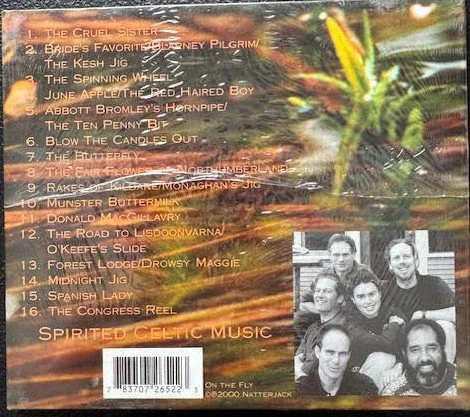 1. The Cruel Sister
2. Bride's Favorite/Blarney Pilgrim/
The Kesh Jig
3. The Spinning Wheel
4. June Apple/The Red Haired Boy
5. Abbott Bromley's Hornpipe/
The Ten Penny Bit
6. Blow The Candles Out
7. The Butterfly
8. The Fair Flower of Northumberland
9. Rakes of Kildare/Monaghan's Jig
10. Munster Buttermilk
11. Donald MacGillavry
12. The Road to Lisdoonvarna/
O'Keefe's Slide
13. Forest Lodge/Drowsy Maggie
14. Midnight Jig
15. Spanish Lady
16. The Congress Reel
Spirited Celtic Music
7 83707 26522 3
On the Fly
©℗2000 Natterjack